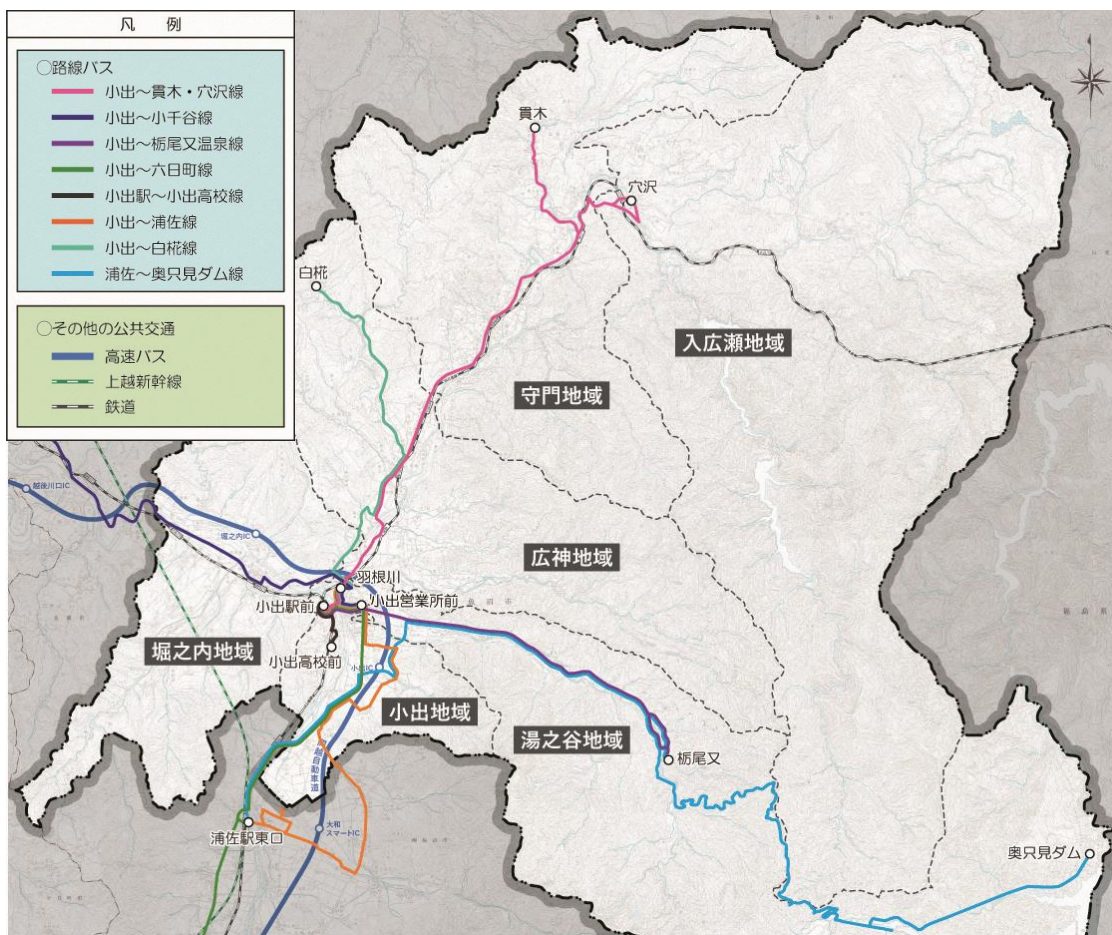 凡 例
○路線バス
小出～貫木・穴沢線
小出～小千谷線
小出～栃尾又温泉線
小出～六日町線
小出駅～小出高校線
小出～浦佐線
小出～白椛線
浦佐～奥只見ダム線
○その他の公共交通
高速バス
上越新幹線
鉄道
貫木
穴沢
白椛
入広瀬地域
守門地域
越後川口IC
堀之内IC
広神地域
羽根川
小出駅前
小出営業所前
堀之内地域
小出高校前
小出IC
小出地域
湯之谷地域
栃尾又
浦佐駅東口
大和
スマートIC
奥只見ダム